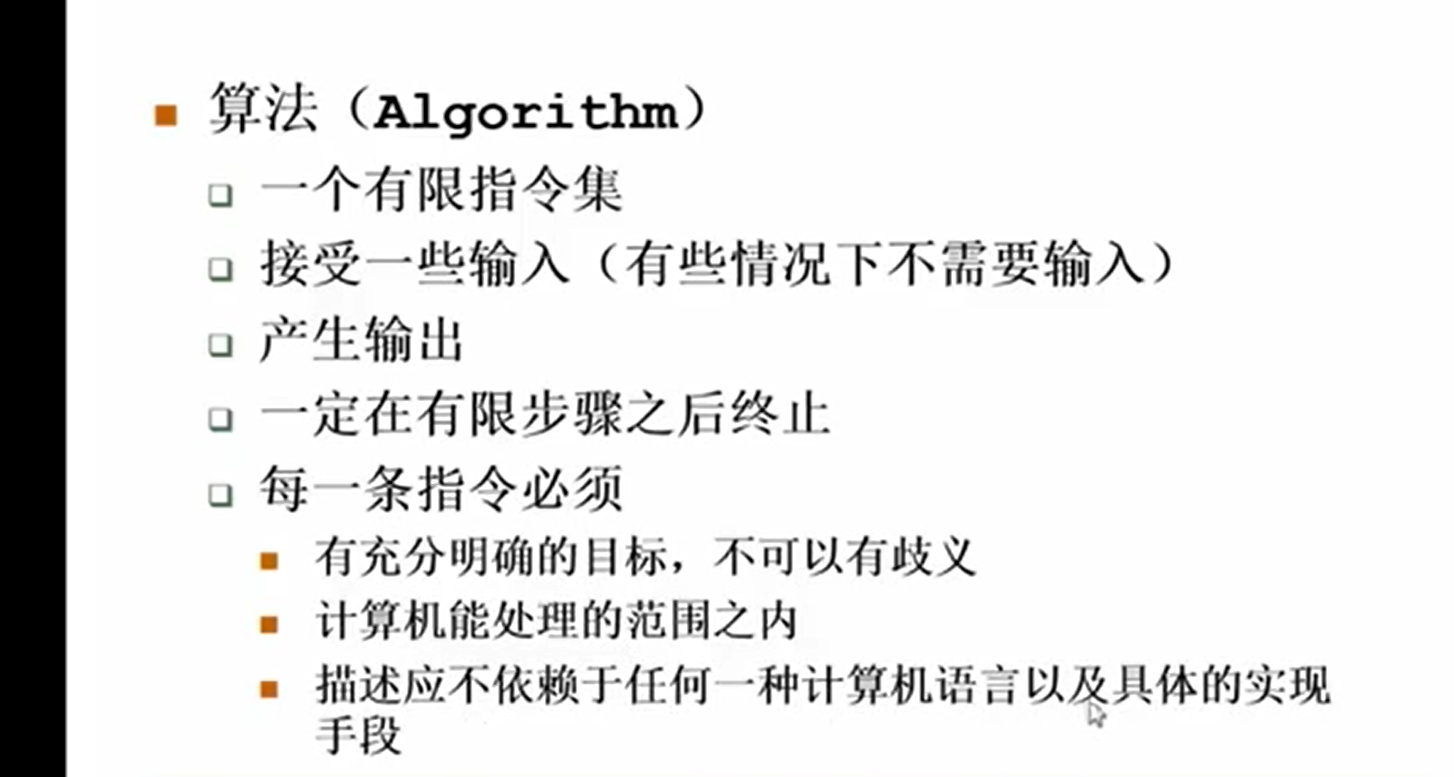 算法（Algorithm）
一个有限指令集
接受一些输入（有些情况下不需要输入）
产生输出
一定在有限步骤之后终止
每一条指令必须
有充分明确的目标，不可以有歧义
计算机能处理的范围之内
描述应不依赖于任何一种计算机语言以及具体的实现
手段